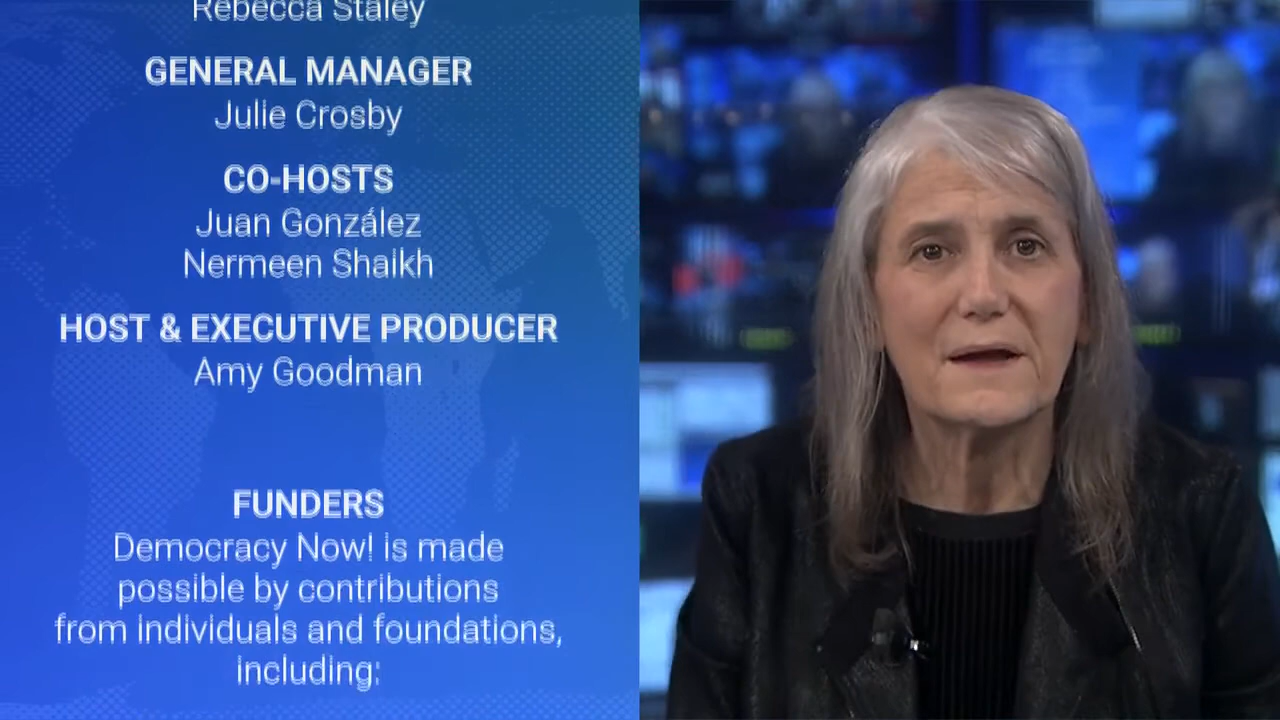 Rebecca Staley
GENERAL MANAGER
Julie Crosby
CO-HOSTS
Juan González
Nermeen Shaikh
HOST & EXECUTIVE PRODUCER
Amy Goodman
FUNDERS
Democracy Now! is made
possible by contributions
from individuals and foundations,
including: